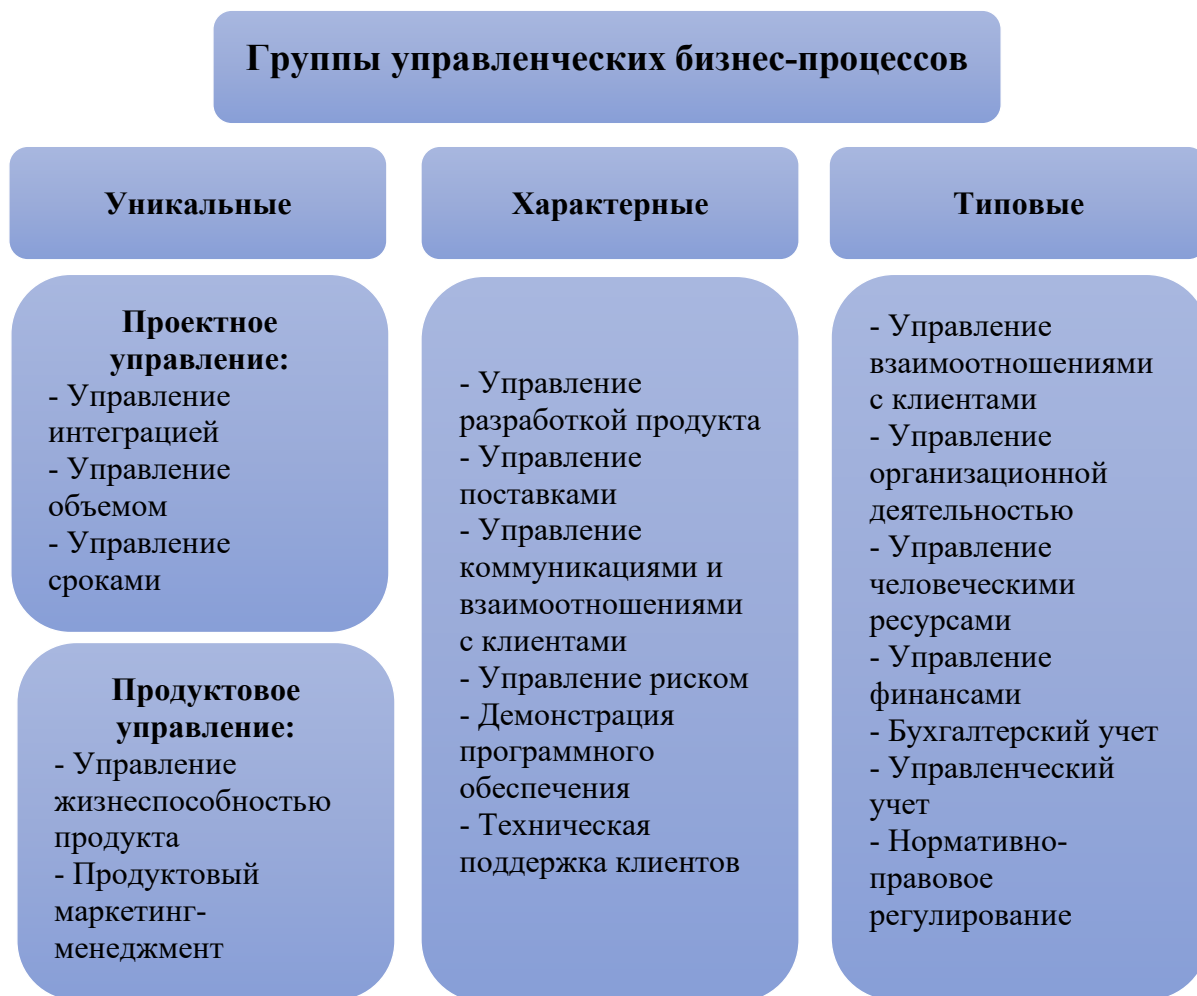 Группы управленческих бизнес-процессов
Уникальные
Характерные
Типовые
Проектное
управление:
- Управление
интеграцией
- Управление
объемом
- Управление
сроками
Продуктовое
управление:
- Управление
жизнеспособностью
продукта
- Продуктовый
маркетинг-
менеджмент
- Управление
разработкой продукта
- Управление
поставками
- Управление
коммуникациями и
взаимоотношениями
с клиентами
- Управление риском
- Демонстрация
программного
обеспечения
- Техническая
поддержка клиентов
- Управление
взаимоотношениями
с клиентами
- Управление
организационной
деятельностью
- Управление
человеческими
ресурсами
- Управление
финансами
- Бухгалтерский учет
- Управленческий
учет
- Нормативно-
правовое
регулирование